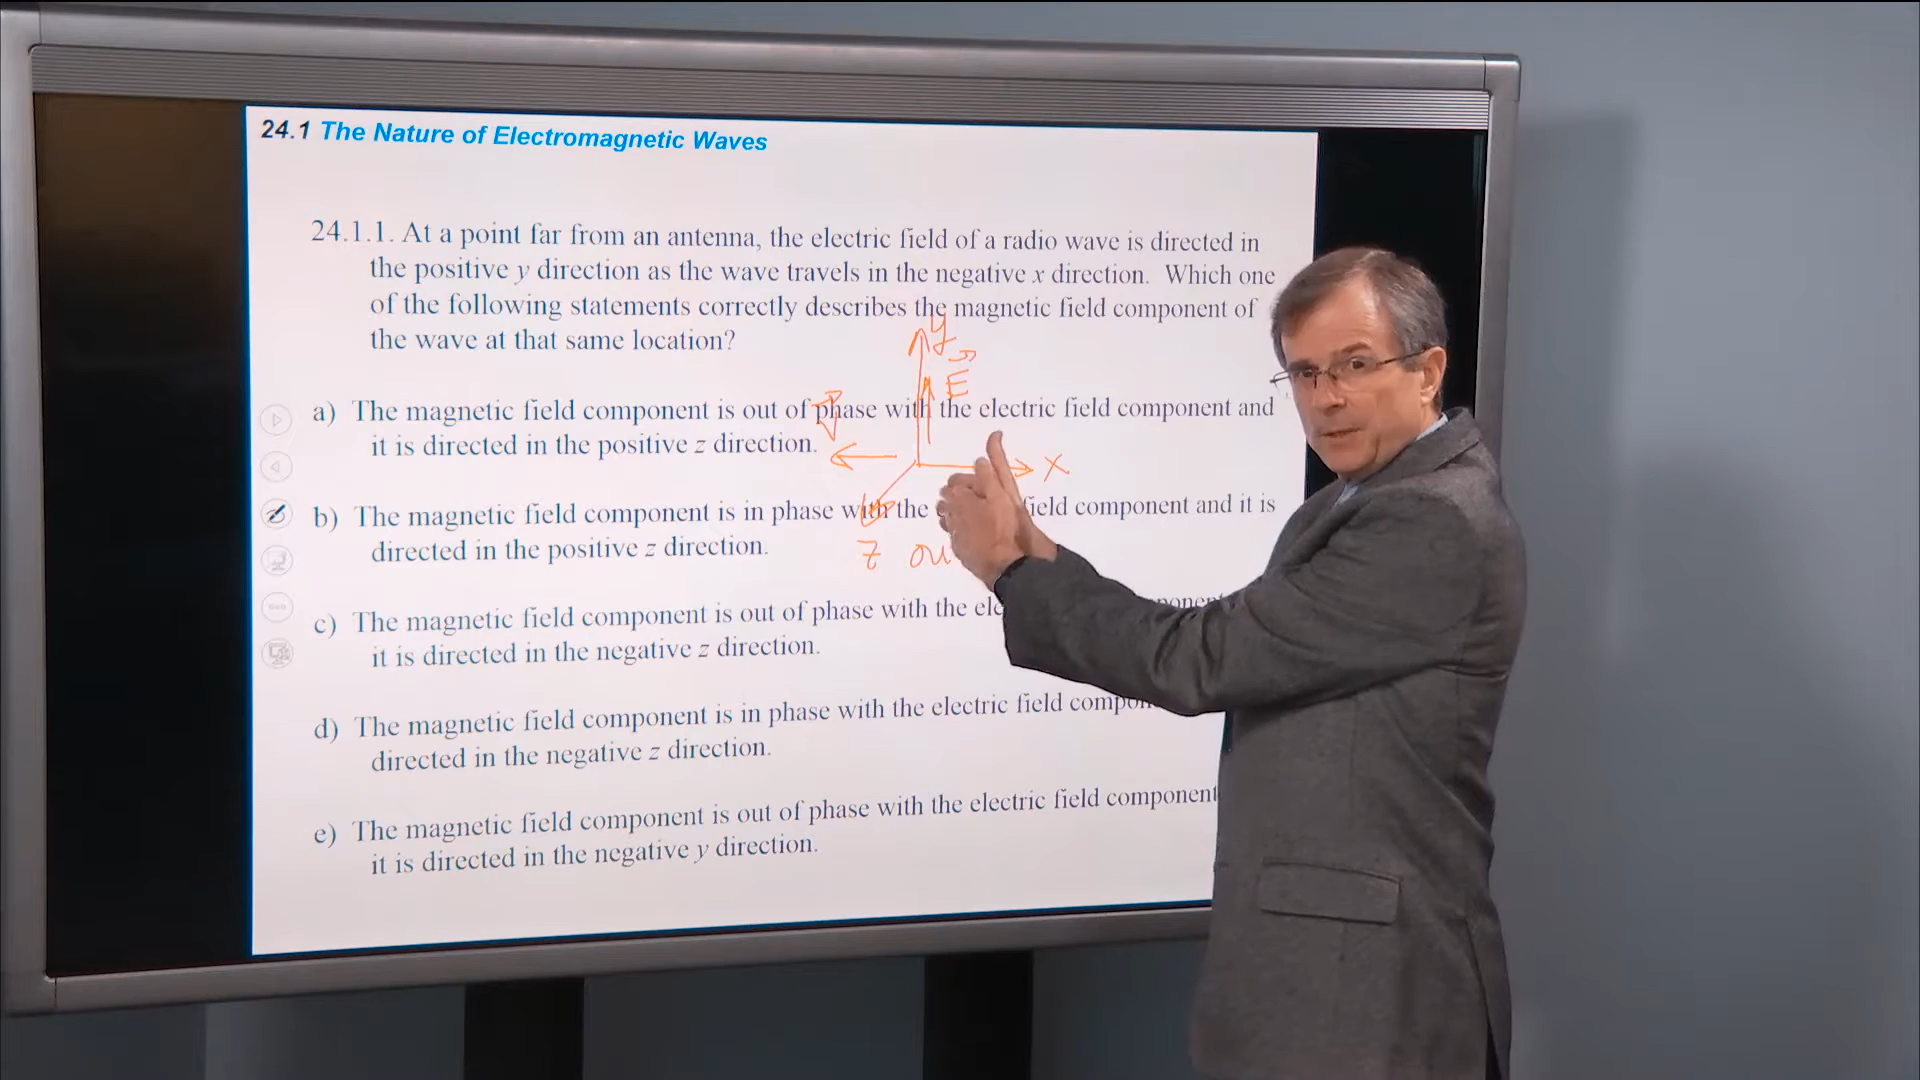 24.1 The Nature of Electromagnetic Waves
24.1.1. At a point far from an antenna, the electric field of a radio wave is directed in
the positive y direction as the wave travels in the negative x direction. Which one
of the following statements correctly describes the magnetic field component of
the wave at that same location?
y
E
a) The magnetic field component is out of phase with the electric field component and
it is directed in the positive z direction.
X
b) The magnetic field component is in phase with the field component and it is
directed in the positive z direction.
z
c) The magnetic field component is out of phase with the
it is directed in the negative z direction.
d) The magnetic field component is in phase with the electric field
directed in the negative z direction.
e) The magnetic field component is out of phase with the electric field component
it is directed in the negative y direction.